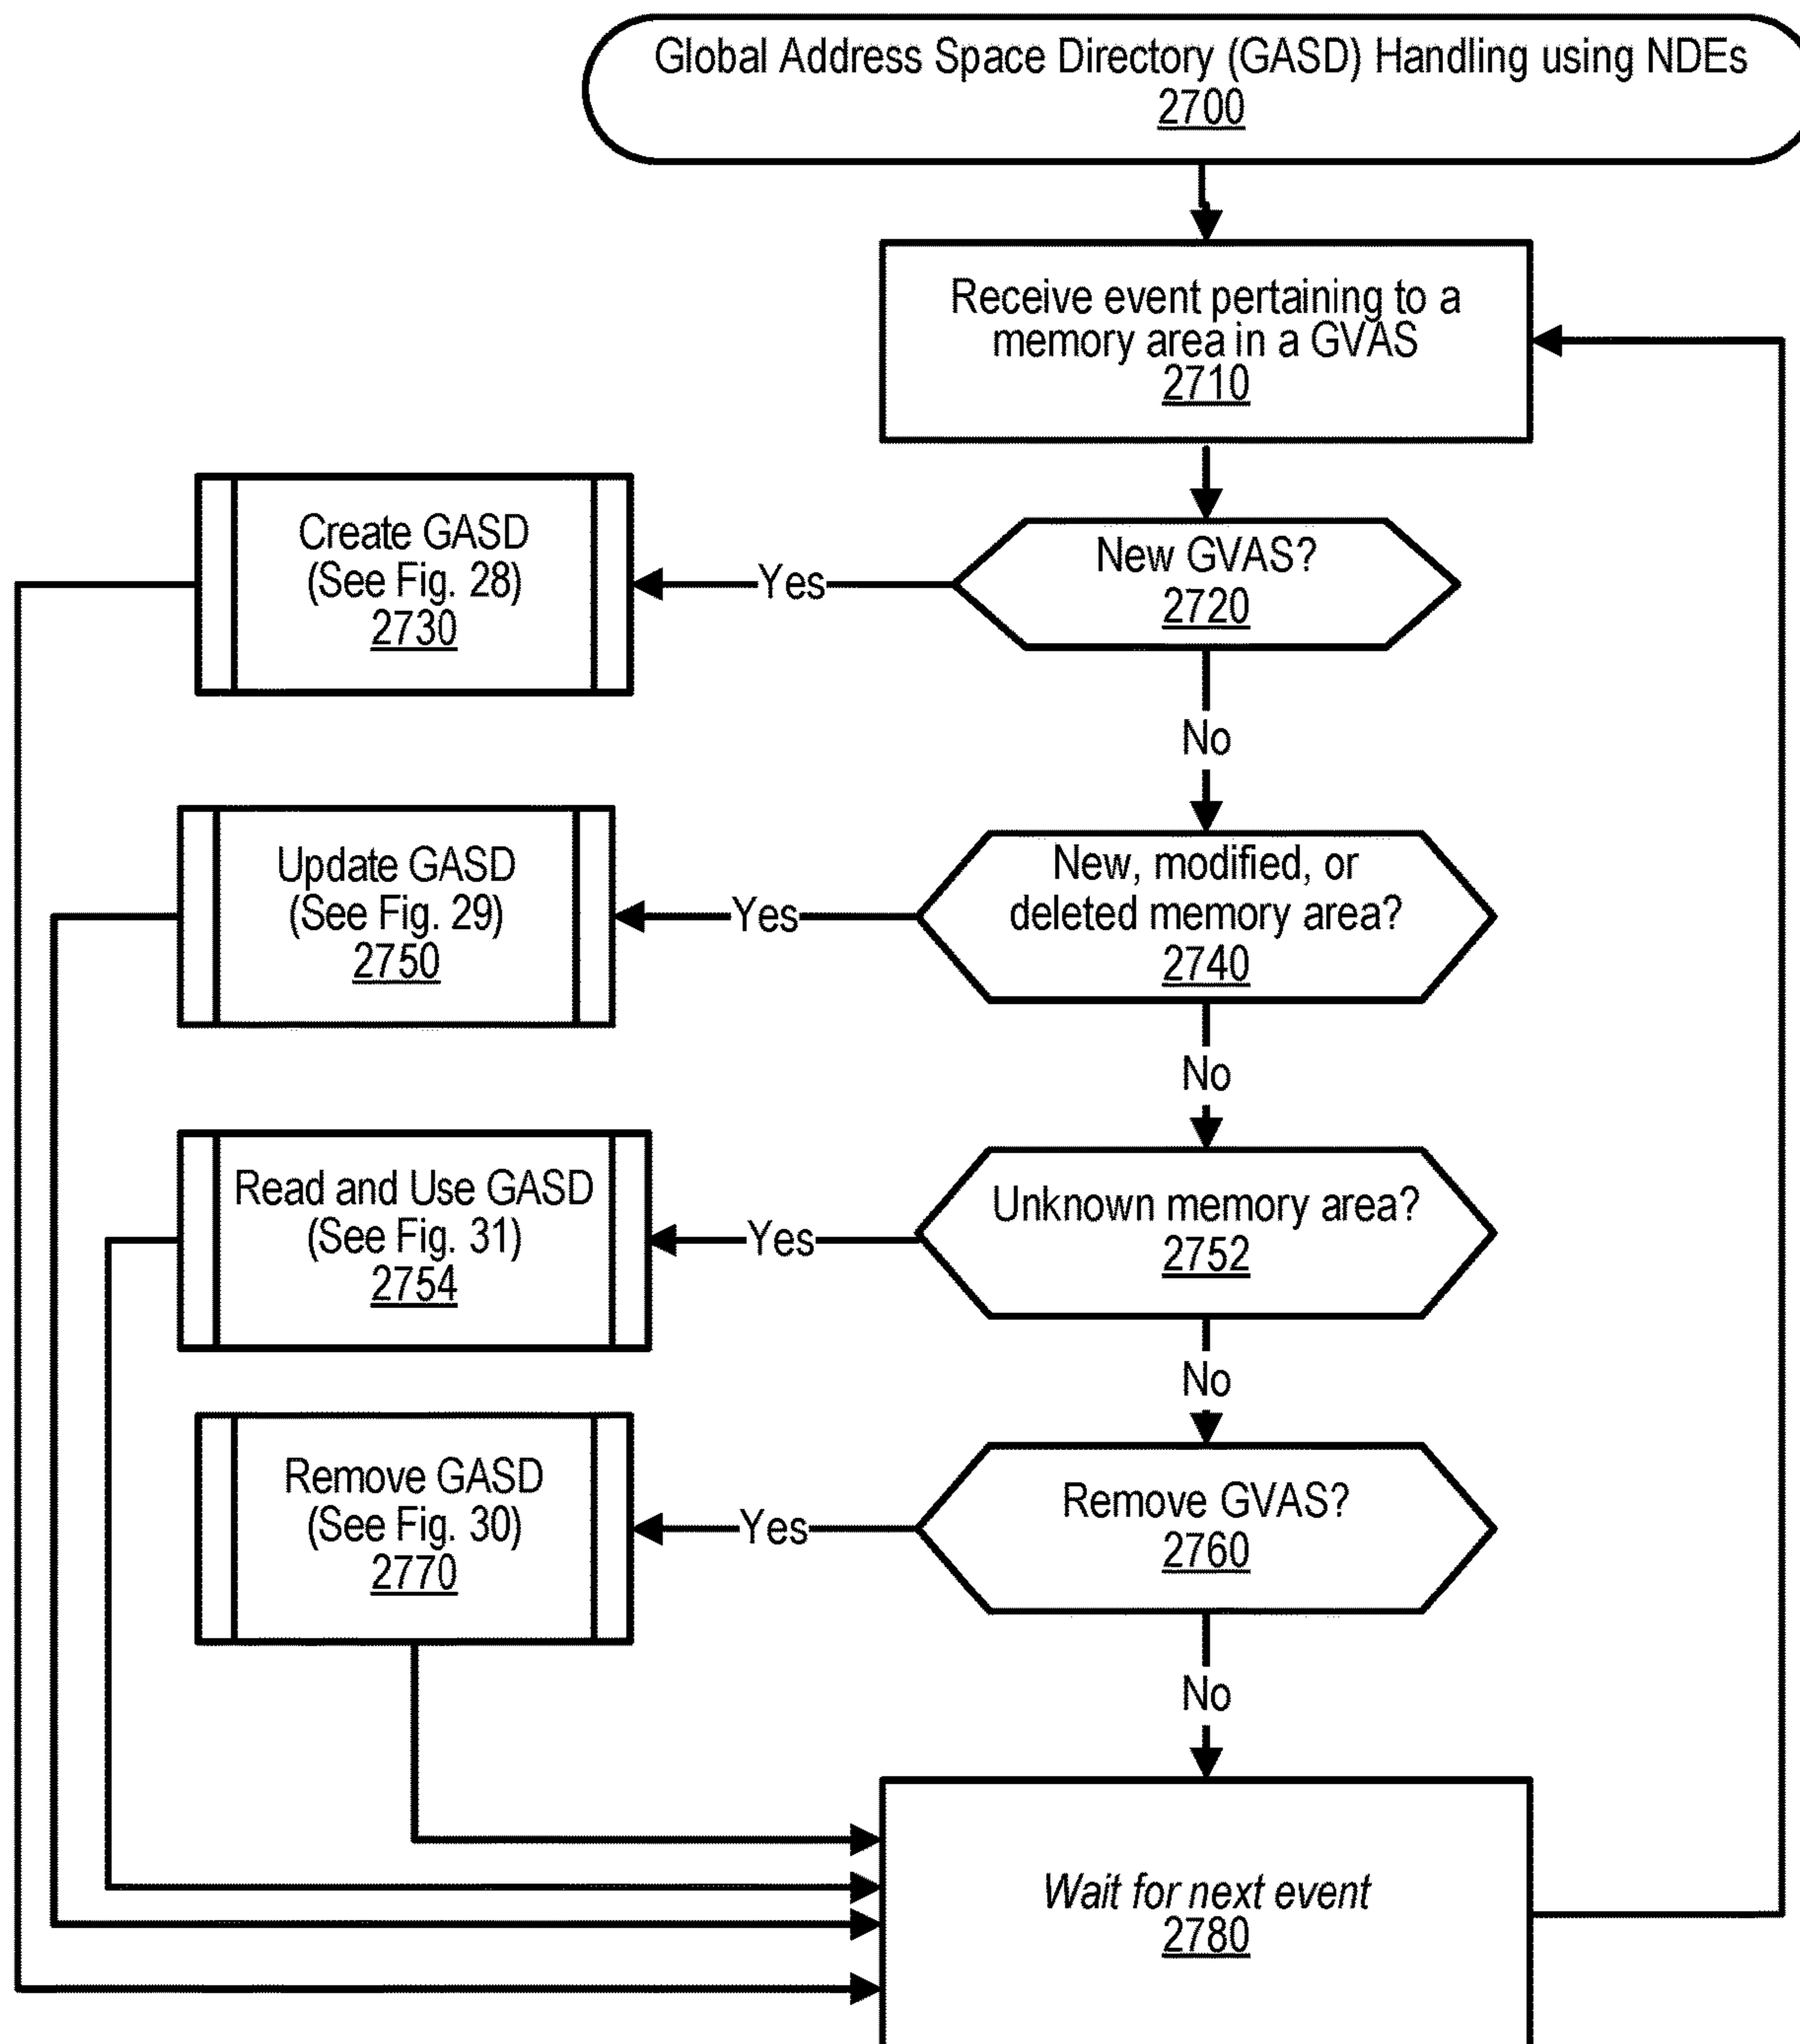 Global Address Space Directory (GASD) Handling using NDEs
2700
Receive event pertaining to a
memory area in a GVAS
2710
New GVAS?
2720
Yes
Create GASD
(See Fig. 28)
2730
No
New, modified, or
deleted memory area?
2740
Yes
Update GASD
(See Fig. 29)
2750
No
Unknown memory area?
2752
Yes
Read and Use GASD
(See Fig. 31)
2754
No
Remove GVAS?
2760
Yes
Remove GASD
(See Fig. 30)
2770
No
Wait for next event
2780